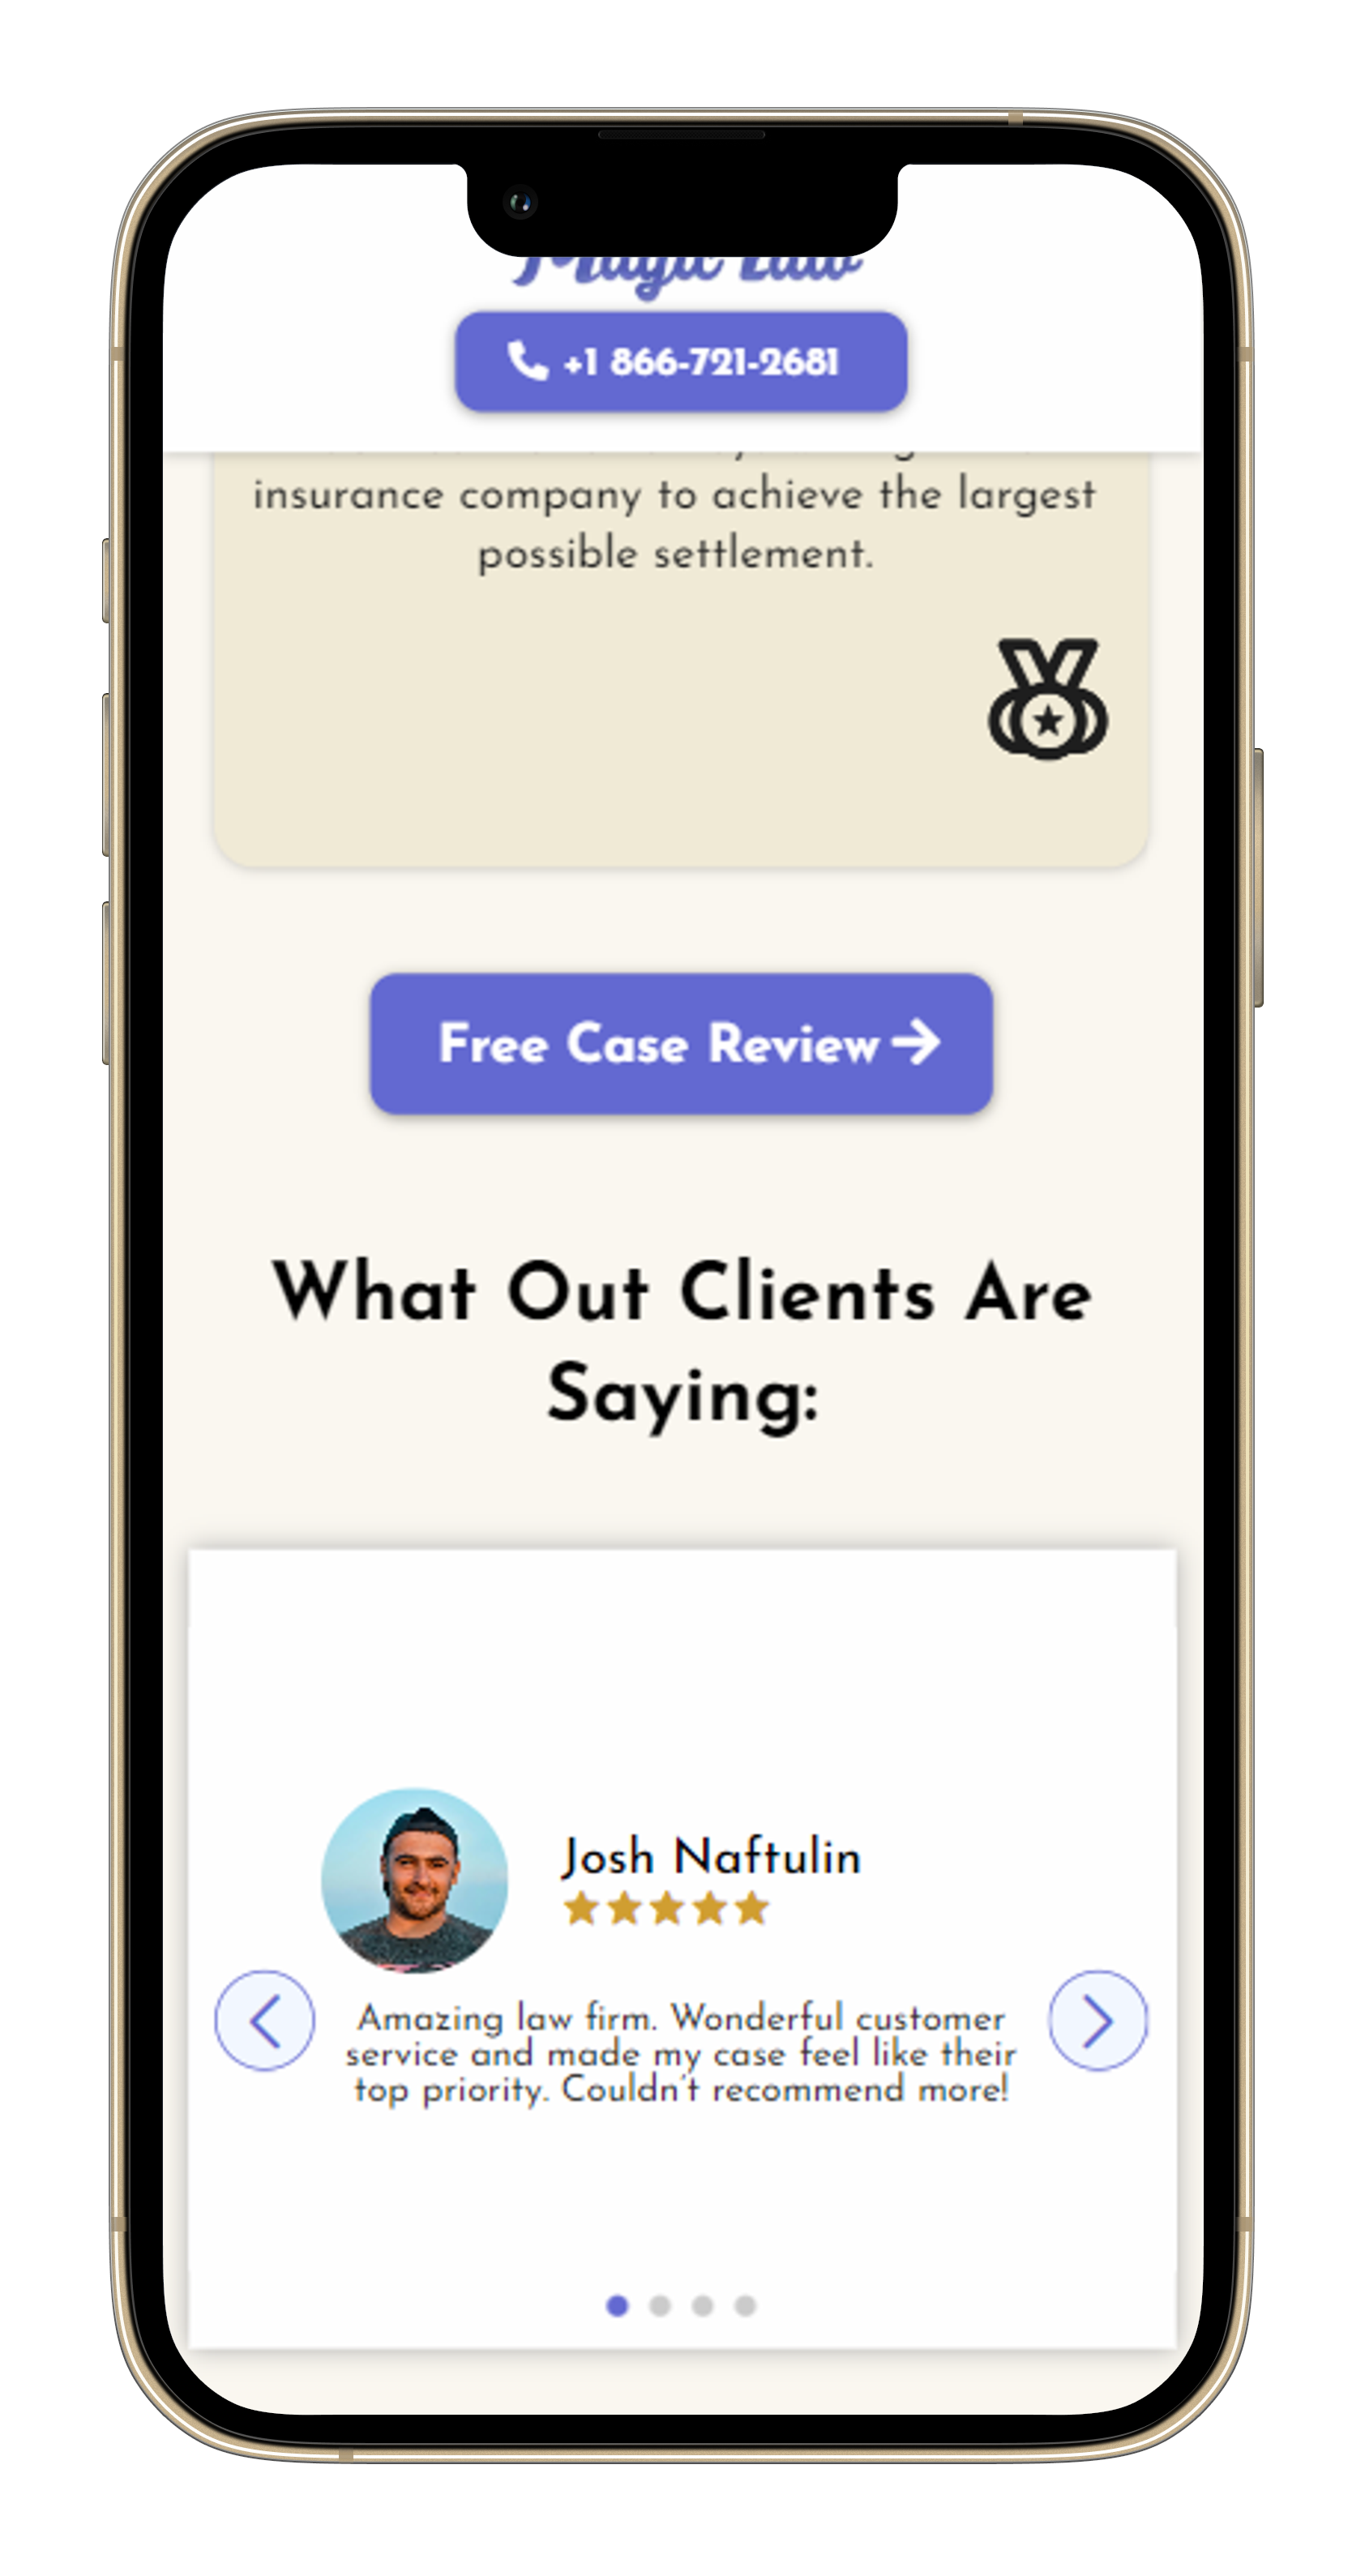 Magic Law
+1 866-721-2681
insurance company to achieve the largest
possible settlement.
Free Case Review
What Out Clients Are
Saying:
Josh Naftulin
Amazing law firm. Wonderful customer
service and made my case feel like their
top priority. Couldn't recommend more!